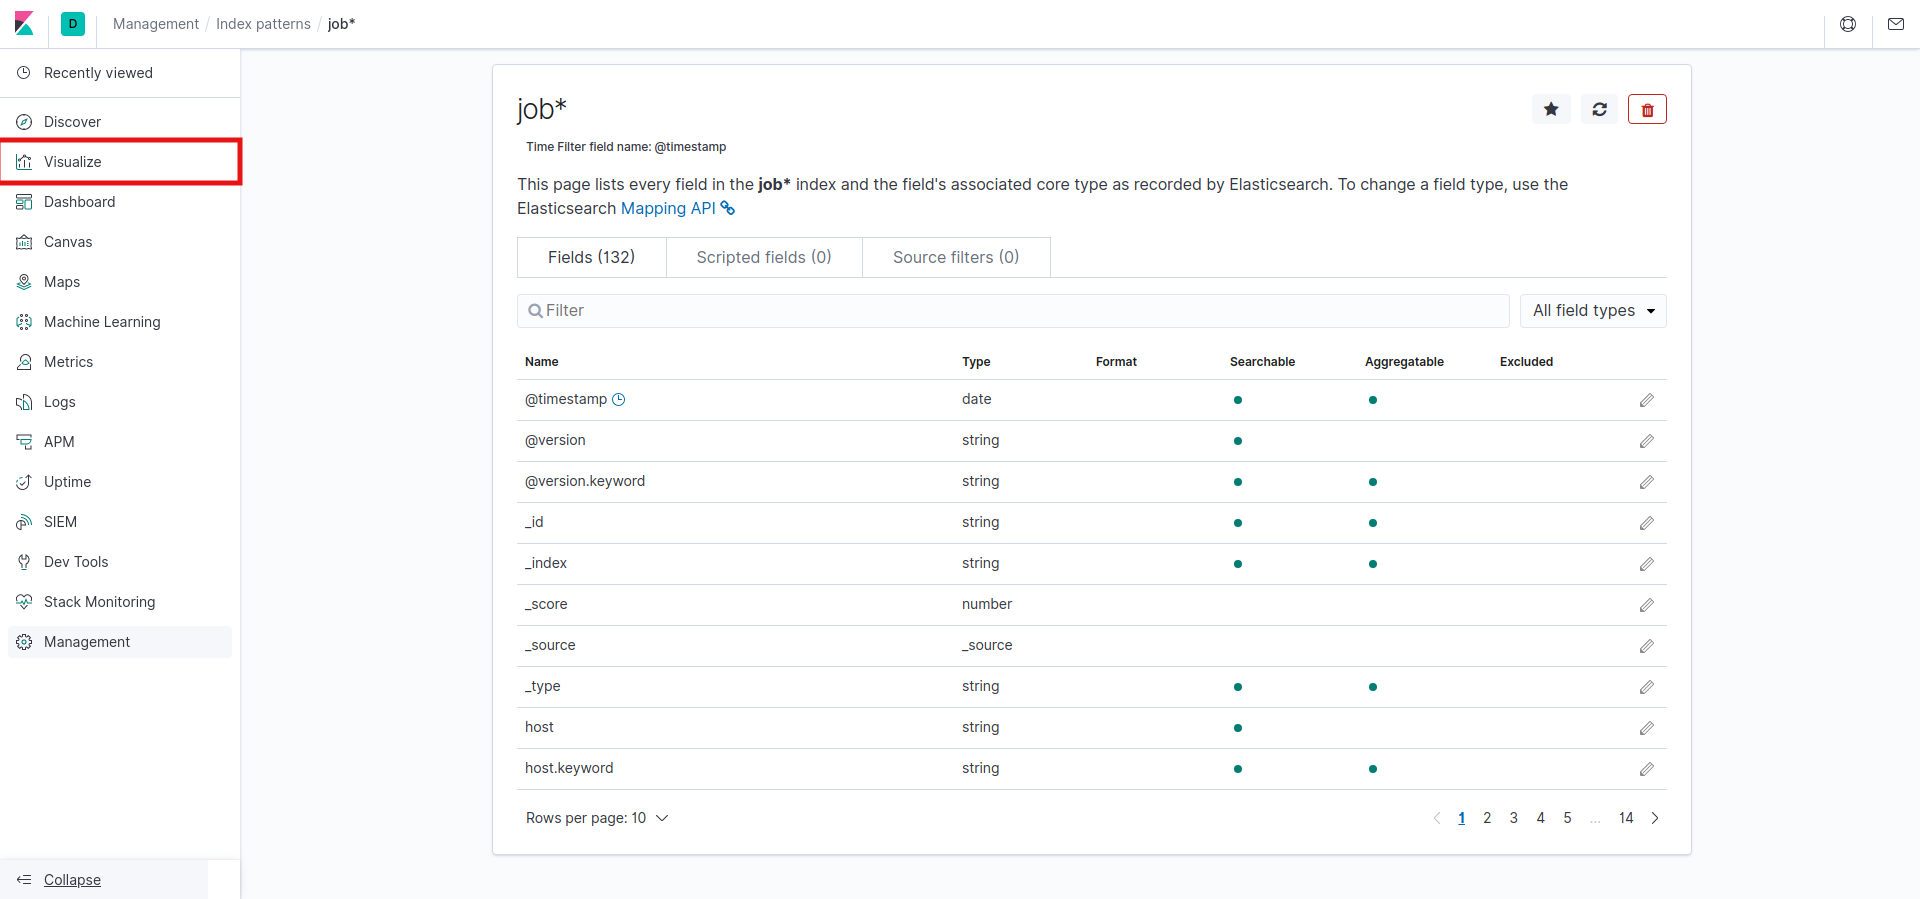 D
Management / Index patterns / job*
Recently viewed
Discover
Visualize
Dashboard
Canvas
Maps
Machine Learning
Metrics
Logs
APM
Uptime
SIEM
Dev Tools
Stack Monitoring
Management
Collapse
job*
Time Filter field name: @timestamp
This page lists every field in the job* index and the field's associated core type as recorded by Elasticsearch. To change a field type, use the
Elasticsearch Mapping API
Fields (132) Scripted fields (0) Source filters (0)
Filter All field types
Name Type Format Searchable Aggregatable Excluded
@timestamp date
@version string
@version.keyword string
_id string
_index string
_score number
_source _source
_type string
host string
host.keyword string
Rows per page: 10 1 2 3 4 5 ... 14